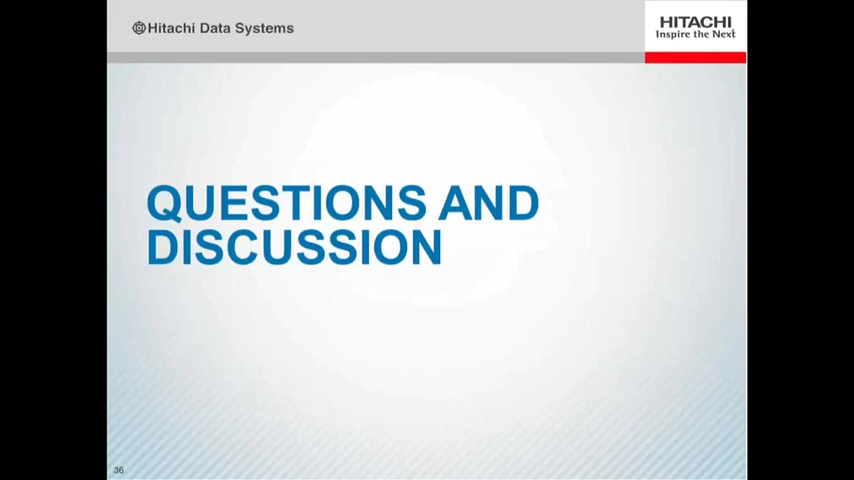 Hitachi Data Systems
HITACHI
Inspire the Next
QUESTIONS AND
DISCUSSION
36